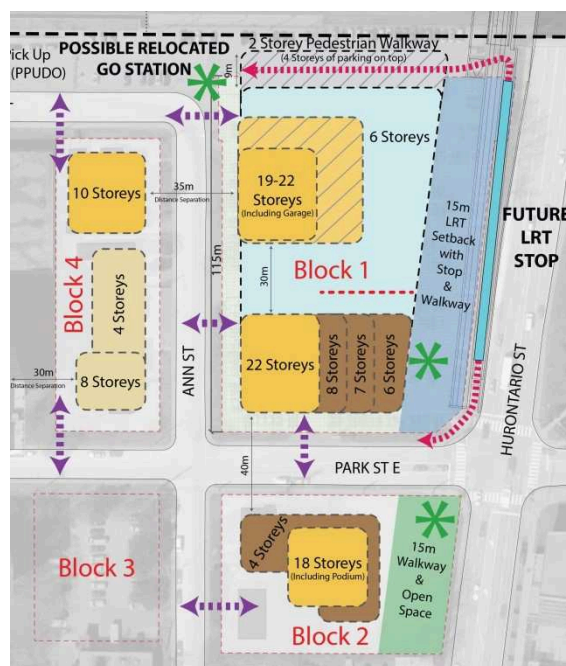 2 Storey Pedestrian Walkway
(4 Storeys of parking on top)
POSSIBLE RELOCATED
GO STATION
Pick Up
(PPUDO)
9m
6 Storeys
10 Storeys
35m
Distance Separation
19-22
Storeys
(Including Garage)
15m
LRT
Setback
with
Stop
&
Walkway
FUTURE
LRT
STOP
115m
30m
Block 1
Block 4
4 Storeys
8 Storeys
30m
Distance Separation
ANN ST
22 Storeys
8 Storeys
7 Storeys
6 Storeys
HURONTARIO ST
40m
PARK ST E
Block 3
4 Storeys
18 Storeys
(Including Podium)
15m
Walkway
&
Open
Space
Block 2